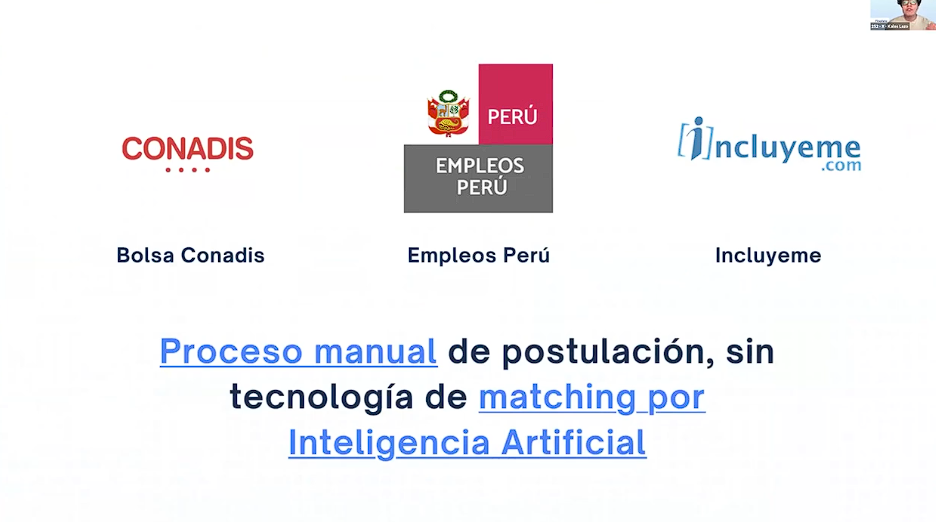 CONADIS
PERÚ
EMPLEOS
PERÚ
[i]ncluyeme
.com
Bolsa Conadis
Empleos Perú
Incluyeme
Proceso manual de postulación, sin
tecnología de matching por
Inteligencia Artificial